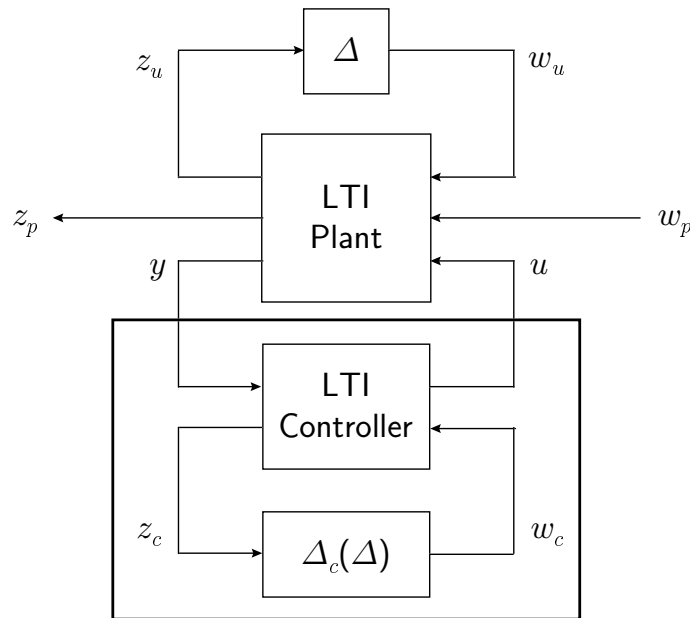 Δ
z_u
w_u
LTI
Plant
z_p
w_p
y
u
LTI
Controller
z_c
Δ_c(Δ)
w_c